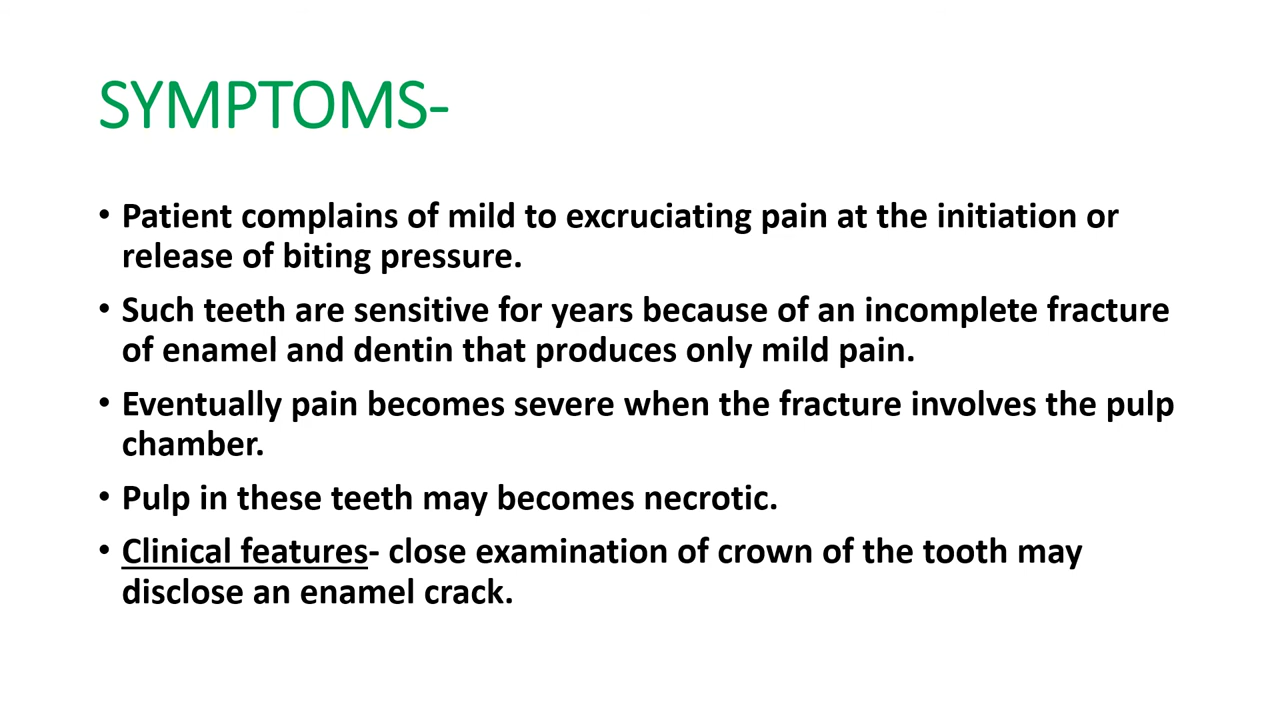 SYMPTOMS-
• Patient complains of mild to excruciating pain at the initiation or
release of biting pressure.
• Such teeth are sensitive for years because of an incomplete fracture
of enamel and dentin that produces only mild pain.
• Eventually pain becomes severe when the fracture involves the pulp
chamber.
• Pulp in these teeth may becomes necrotic.
• Clinical features- close examination of crown of the tooth may
disclose an enamel crack.